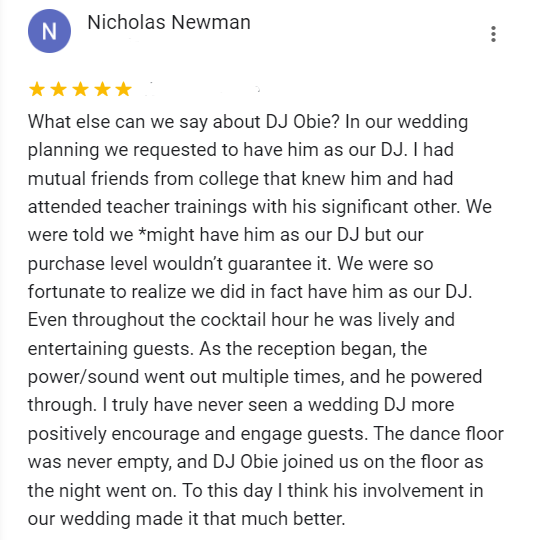 N
Nicholas Newman
What else can we say about DJ Obie? In our wedding
planning we requested to have him as our DJ. I had
mutual friends from college that knew him and had
attended teacher trainings with his significant other. We
were told we *might have him as our DJ but our
purchase level wouldn’t guarantee it. We were so
fortunate to realize we did in fact have him as our DJ.
Even throughout the cocktail hour he was lively and
entertaining guests. As the reception began, the
power/sound went out multiple times, and he powered
through. I truly have never seen a wedding DJ more
positively encourage and engage guests. The dance floor
was never empty, and DJ Obie joined us on the floor as
the night went on. To this day I think his involvement in
our wedding made it that much better.